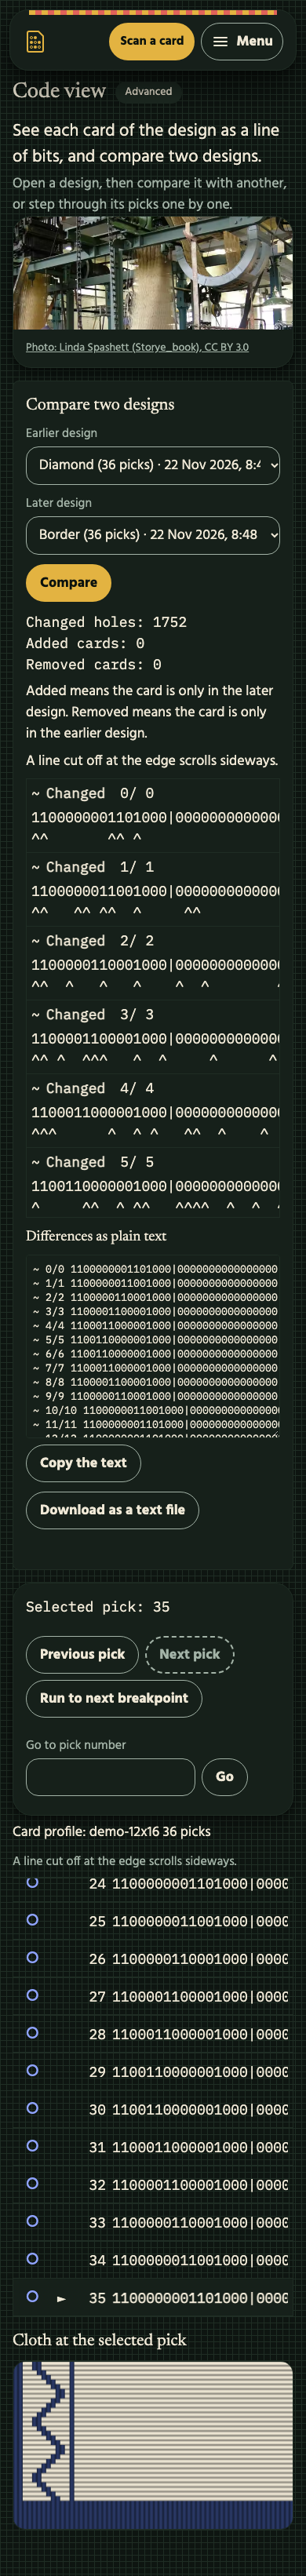 Scan a card
Menu
Code view
Advanced
See each card of the design as a line
of bits, and compare two designs.
Open a design, then compare it with another,
or step through its picks one by one.
Photo: Linda Spashett (Storye_book), CC BY 3.0
Compare two designs
Earlier design
Diamond (36 picks) · 22 Nov 2026, 8:4
Later design
Border (36 picks) · 22 Nov 2026, 8:48
Compare
Changed holes: 1752
Added cards: 0
Removed cards: 0
Added means the card is only in the later
design. Removed means the card is only
in the earlier design.
A line cut off at the edge scrolls sideways.
~ Changed 0/ 0
1100000001101000|000000000000
^^ ^^ ^
~ Changed 1/ 1
1100000011001000|000000000000
^^ ^^ ^^ ^ ^^
~ Changed 2/ 2
1100000110001000|000000000000
^^ ^ ^ ^ ^ ^ ^
~ Changed 3/ 3
1100001100001000|000000000000
^^ ^ ^^^ ^ ^ ^ ^
~ Changed 4/ 4
1100011000001000|000000000000
^^^ ^ ^ ^ ^^ ^ ^
~ Changed 5/ 5
1100110000001000|000000000000
^ ^^ ^ ^^ ^^^^ ^ ^ ^
Differences as plain text
~ 0/0 1100000001101000|0000000000000000
~ 1/1 1100000011001000|0000000000000000
~ 2/2 1100000110001000|0000000000000000
~ 3/3 1100001100001000|0000000000000000
~ 4/4 1100011000001000|0000000000000000
~ 5/5 1100110000001000|0000000000000000
~ 6/6 1100110000001000|0000000000000000
~ 7/7 1100011000001000|0000000000000000
~ 8/8 1100001100001000|0000000000000000
~ 9/9 1100000110001000|0000000000000000
~ 10/10 1100000011001000|00000000000000
~ 11/11 1100000001101000|00000000000000
Copy the text
Download as a text file
Selected pick: 35
Previous pick
Next pick
Run to next breakpoint
Go to pick number
Go
Card profile: demo-12x16 36 picks
A line cut off at the edge scrolls sideways.
24 1100000001101000|0000
25 1100000011001000|0000
26 1100000110001000|0000
27 1100001100001000|0000
28 1100011000001000|0000
29 1100110000001000|0000
30 1100110000001000|0000
31 1100011000001000|0000
32 1100001100001000|0000
33 1100000110001000|0000
34 1100000011001000|0000
► 35 1100000001101000|0000
Cloth at the selected pick